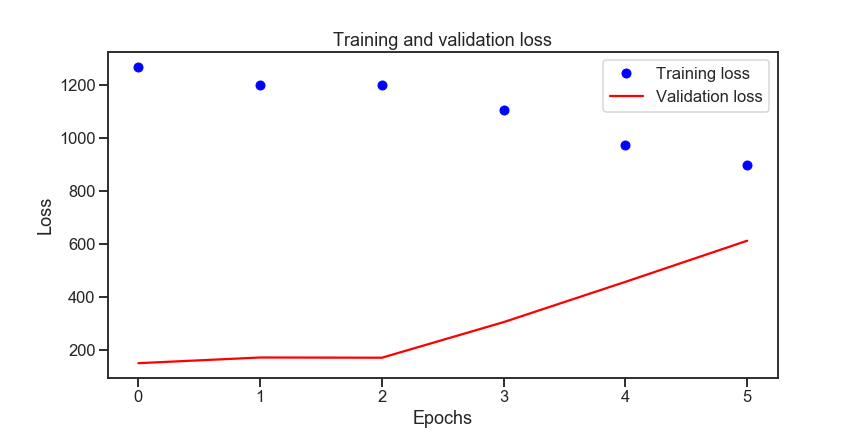 Training and validation loss
Training loss
Validation loss
1200
1000
800
600
400
200
Loss
0 1 2 3 4 5
Epochs